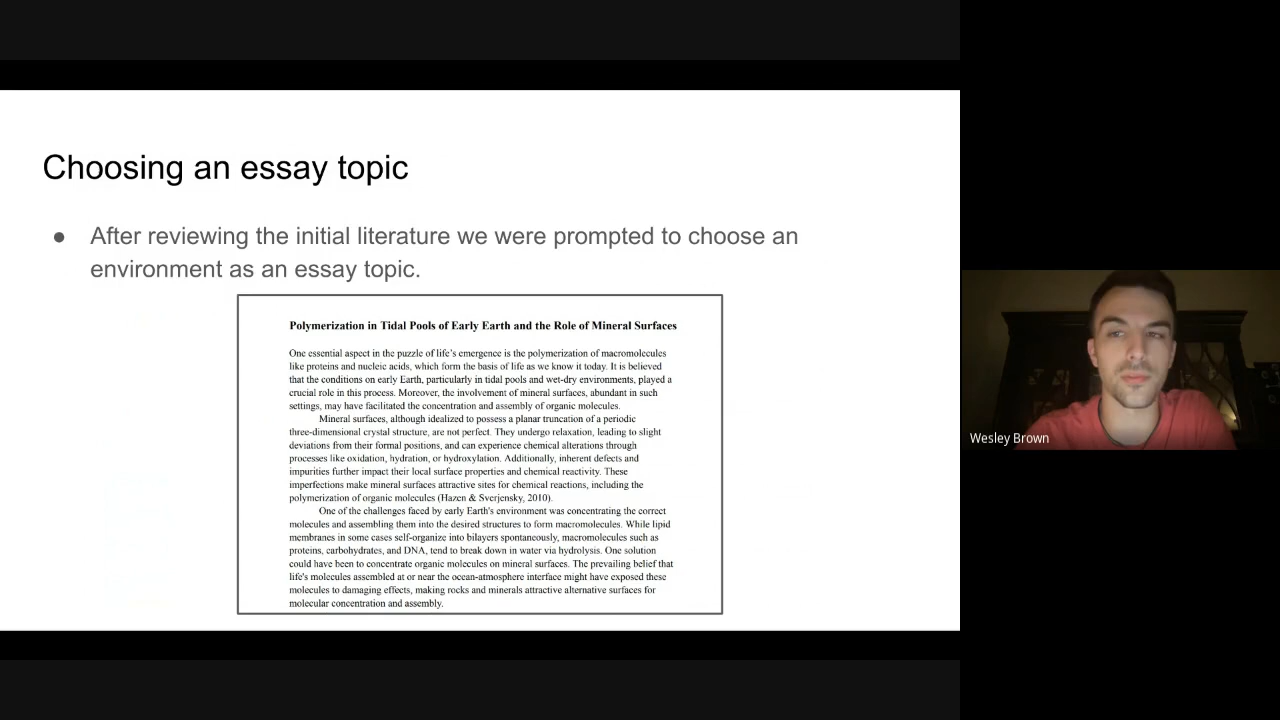 Choosing an essay topic
● After reviewing the initial literature we were prompted to choose an
environment as an essay topic.
Polymerization in Tidal Pools of Early Earth and the Role of Mineral Surfaces
One essential aspect in the puzzle of life's emergence is the polymerization of macromolecules
like proteins and nucleic acids, which form the basis of life as we know it today. It is believed
that the conditions on early Earth, particularly in tidal pools and wet-dry environments, played a
crucial role in this process. Moreover, the involvement of mineral surfaces, abundant in such
settings, may have facilitated the concentration and assembly of organic molecules.
Mineral surfaces, although idealized to possess a planar truncation of a periodic
three-dimensional crystal structure, are not perfect. They undergo relaxation, leading to slight
deviations from their formal positions, and can experience chemical alterations through
processes like oxidation, hydration, or hydroxylation. Additionally, inherent defects and
impurities further impact their local surface properties and chemical reactivity. These
imperfections make mineral surfaces attractive sites for chemical reactions, including the
polymerization of organic molecules (Hazen & Sverjensky, 2010).
One of the challenges faced by early Earth's environment was concentrating the correct
molecules and assembling them into the desired structures to form macromolecules. While lipid
membranes in some cases self-organize into bilayers spontaneously, macromolecules such as
proteins, carbohydrates, and DNA, tend to break down in water via hydrolysis. One solution
could have been to concentrate organic molecules on mineral surfaces. The prevailing belief that
life's molecules assembled at or near the ocean-atmosphere interface might have exposed these
molecules to damaging effects, making rocks and minerals attractive alternative surfaces for
molecular concentration and assembly.
Wesley Brown